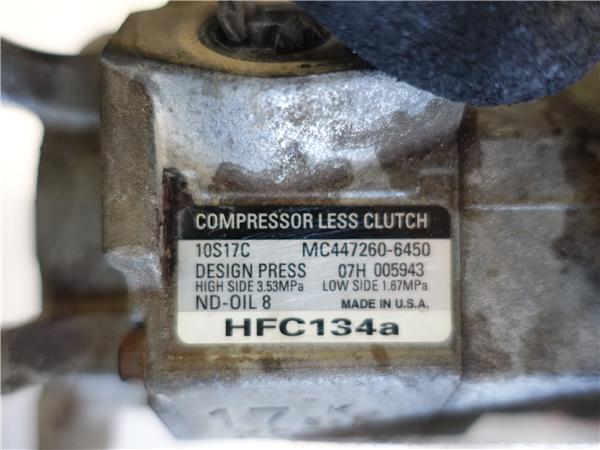 COMPRESSOR LESS CLUTCH
10S17C MC447260-6450
DESIGN PRESS 07H 005943
HIGH SIDE 3.53MPa LOW SIDE 1.67MPa
ND-OIL 8 MADE IN U.S.A.
HFC134a
17